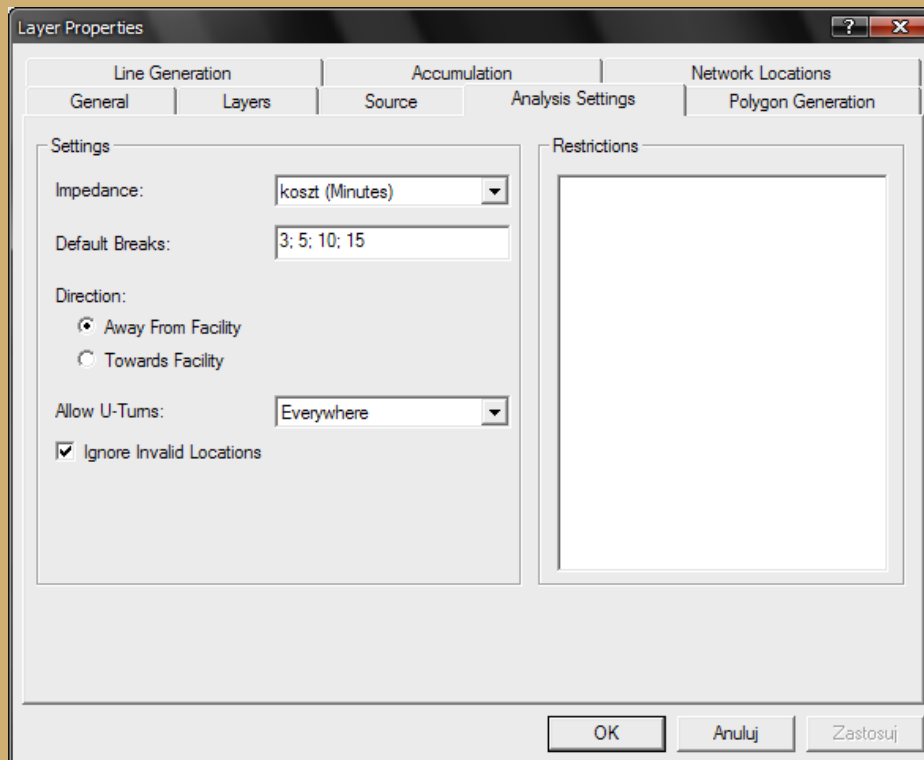 Layer Properties
?
X
Line Generation
Accumulation
Network Locations
General
Layers
Source
Analysis Settings
Polygon Generation
Settings
Impedance:
koszt (Minutes)
Default Breaks:
3; 5; 10; 15
Direction:
Away From Facility
Towards Facility
Allow U-Turns:
Everywhere
Ignore Invalid Locations
Restrictions
OK
Anuluj
Zastosuj